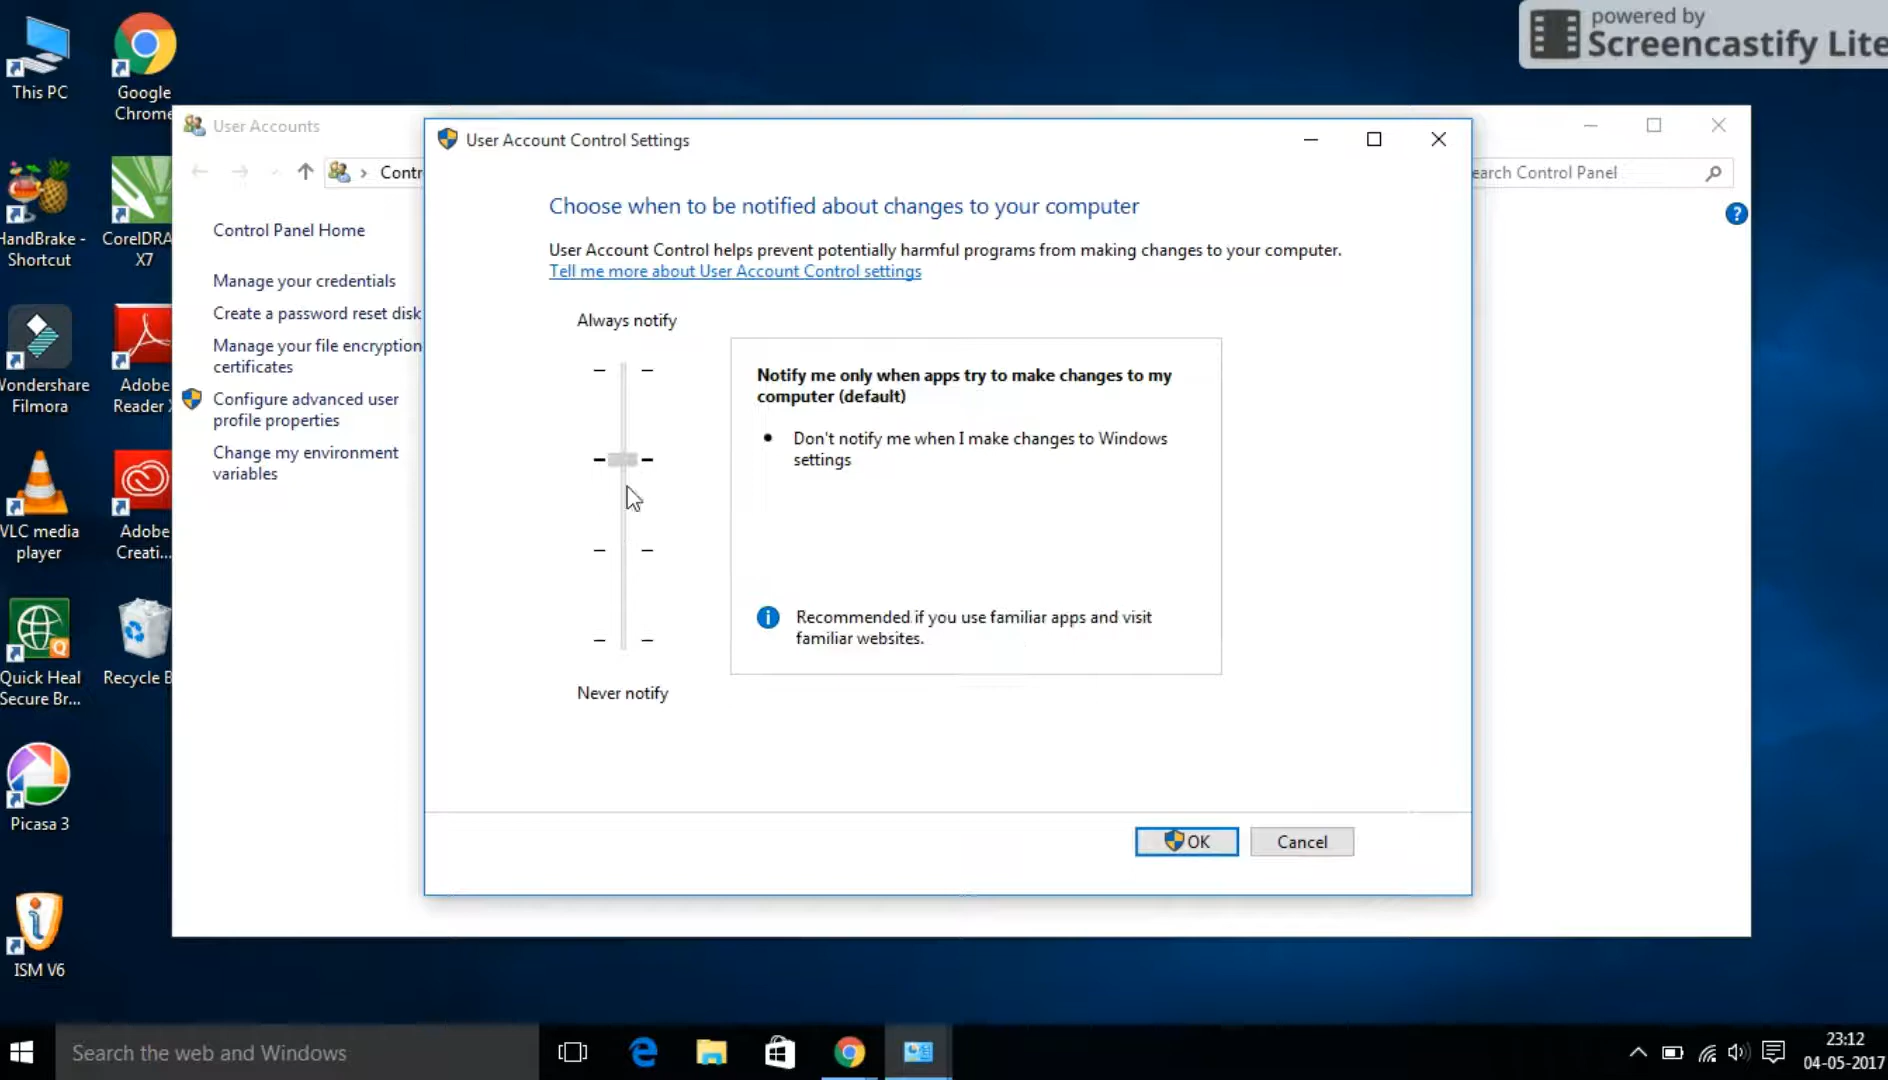 powered by
Screencastify Lite
This PC
Google
Chrome
HandBrake -
Shortcut
CorelDRA
X7
Wondershare
Filmora
Adobe
Reader
VLC media
player
Adobe
Creati...
Quick Heal
Secure Br...
Recycle B
Picasa 3
ISM V6
User Accounts
Contr
earch Control Panel
Control Panel Home
Manage your credentials
Create a password reset disk
Manage your file encryption
certificates
Configure advanced user
profile properties
Change my environment
variables
User Account Control Settings
Choose when to be notified about changes to your computer
User Account Control helps prevent potentially harmful programs from making changes to your computer.
Tell me more about User Account Control settings
Always notify
Notify me only when apps try to make changes to my
computer (default)
• Don't notify me when I make changes to Windows
settings
Recommended if you use familiar apps and visit
familiar websites.
Never notify
OK
Cancel
Search the web and Windows
23:12
04-05-2017